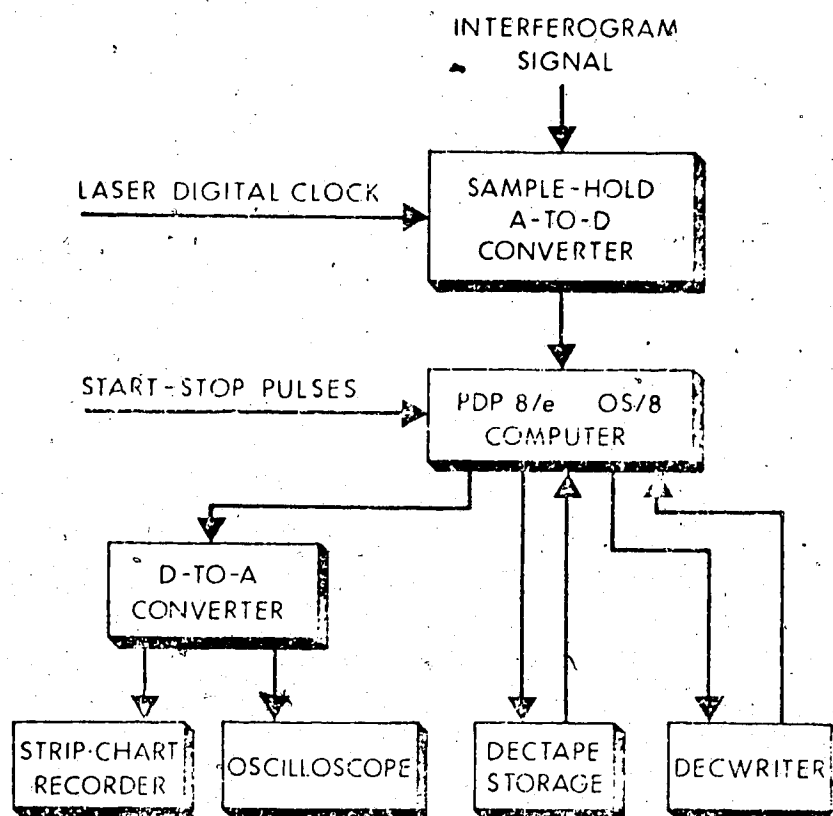 INTERFEROGRAM
SIGNAL
LASER DIGITAL CLOCK
SAMPLE-HOLD
A-TO-D
CONVERTER
START-STOP PULSES
PDP 8/e OS/8
COMPUTER
D-TO-A
CONVERTER
STRIP-CHART
RECORDER
OSCILLOSCOPE
DECTAPE
STORAGE
DECWRITER